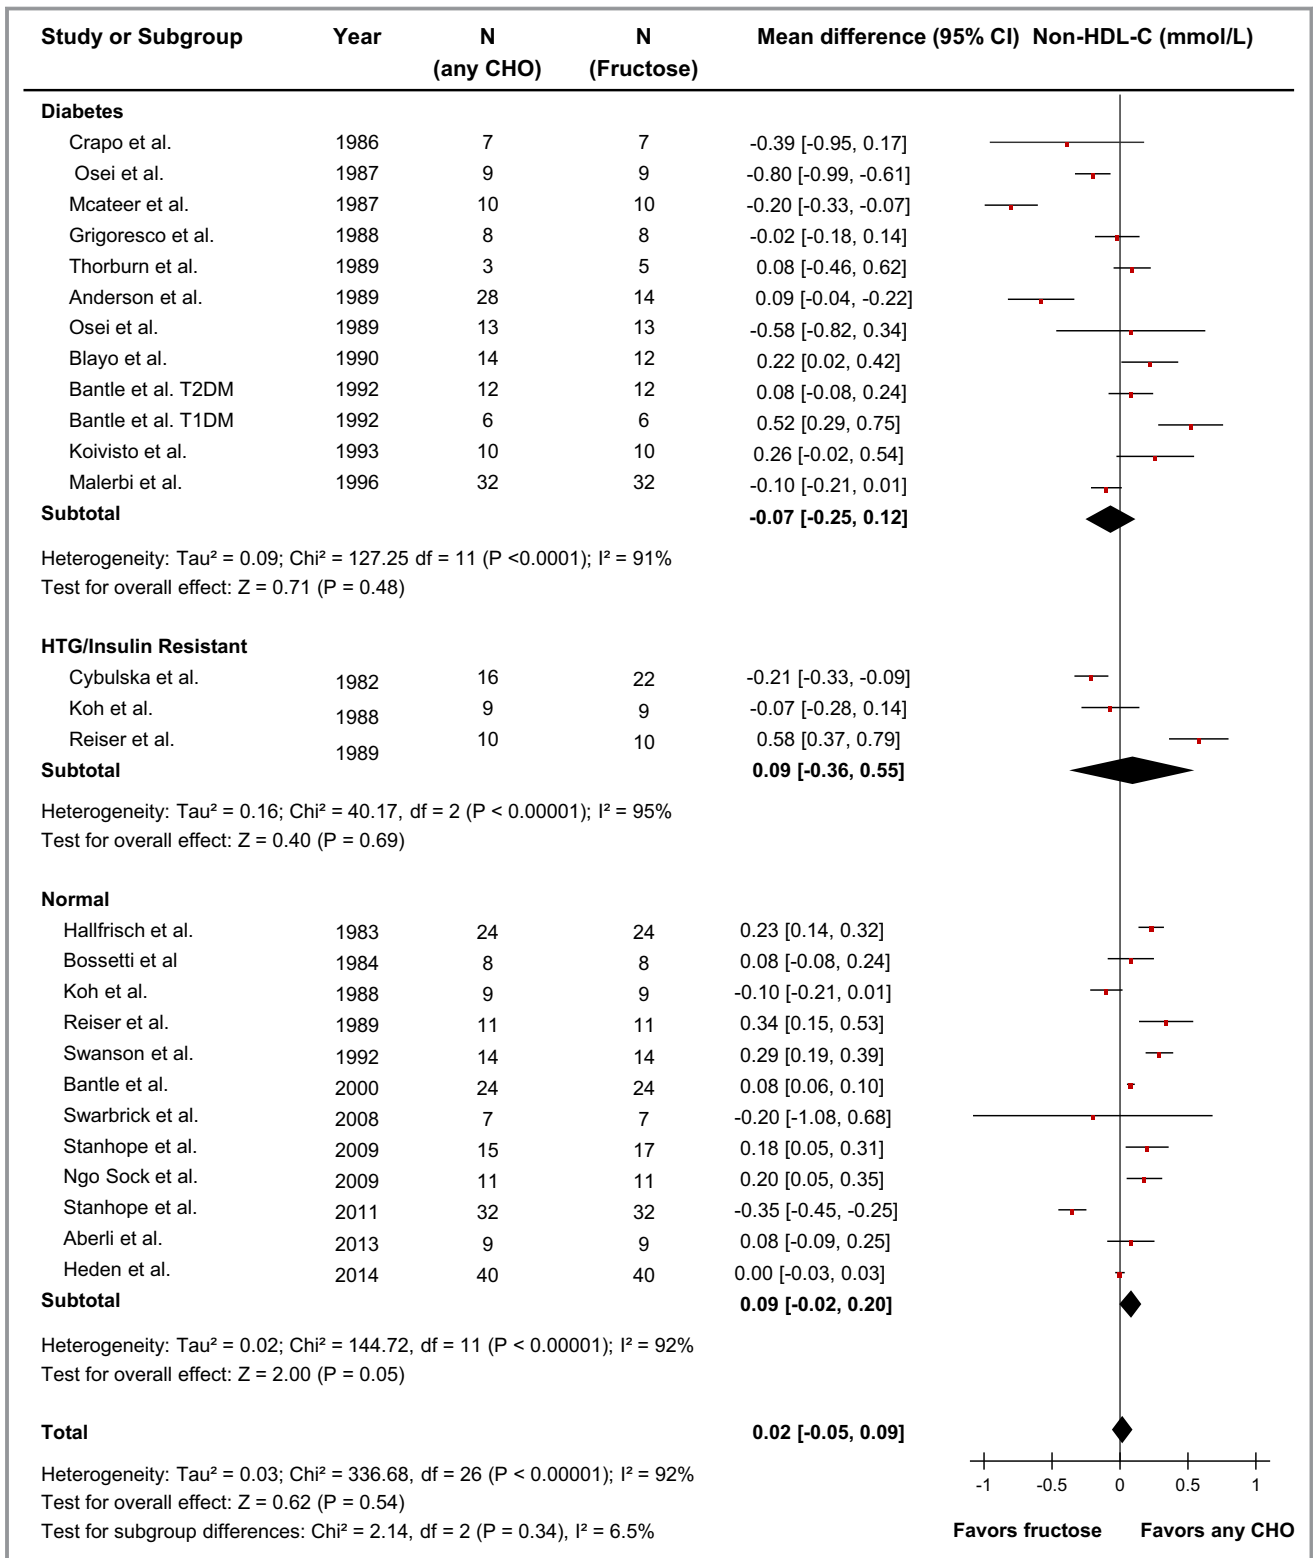 Study or Subgroup Year N N Mean difference (95% CI) Non-HDL-C (mmol/L)
(any CHO) (Fructose)
Diabetes
Crapo et al. 1986 7 7 -0.39 [-0.95, 0.17]
Osei et al. 1987 9 9 -0.80 [-0.99, -0.61]
Mcateer et al. 1987 10 10 -0.20 [-0.33, -0.07]
Grigoresco et al. 1988 8 8 -0.02 [-0.18, 0.14]
Thorburn et al. 1989 3 5 0.08 [-0.46, 0.62]
Anderson et al. 1989 28 14 0.09 [-0.04, -0.22]
Osei et al. 1989 13 13 -0.58 [-0.82, 0.34]
Blayo et al. 1990 14 12 0.22 [0.02, 0.42]
Bantle et al. T2DM 1992 12 12 0.08 [-0.08, 0.24]
Bantle et al. T1DM 1992 6 6 0.52 [0.29, 0.75]
Koivisto et al. 1993 10 10 0.26 [-0.02, 0.54]
Malerbi et al. 1996 32 32 -0.10 [-0.21, 0.01]
Subtotal -0.07 [-0.25, 0.12]
Heterogeneity: Tau² = 0.09; Chi² = 127.25 df = 11 (P <0.0001); I² = 91%
Test for overall effect: Z = 0.71 (P = 0.48)
HTG/Insulin Resistant
Cybulska et al. 1982 16 22 -0.21 [-0.33, -0.09]
Koh et al. 1988 9 9 -0.07 [-0.28, 0.14]
Reiser et al. 1989 10 10 0.58 [0.37, 0.79]
Subtotal 0.09 [-0.36, 0.55]
Heterogeneity: Tau² = 0.16; Chi² = 40.17, df = 2 (P < 0.00001); I² = 95%
Test for overall effect: Z = 0.40 (P = 0.69)
Normal
Hallfrisch et al. 1983 24 24 0.23 [0.14, 0.32]
Bossetti et al 1984 8 8 0.08 [-0.08, 0.24]
Koh et al. 1988 9 9 -0.10 [-0.21, 0.01]
Reiser et al. 1989 11 11 0.34 [0.15, 0.53]
Swanson et al. 1992 14 14 0.29 [0.19, 0.39]
Bantle et al. 2000 24 24 0.08 [0.06, 0.10]
Swarbrick et al. 2008 7 7 -0.20 [-1.08, 0.68]
Stanhope et al. 2009 15 17 0.18 [0.05, 0.31]
Ngo Sock et al. 2009 11 11 0.20 [0.05, 0.35]
Stanhope et al. 2011 32 32 -0.35 [-0.45, -0.25]
Aberli et al. 2013 9 9 0.08 [-0.09, 0.25]
Heden et al. 2014 40 40 0.00 [-0.03, 0.03]
Subtotal 0.09 [-0.02, 0.20]
Heterogeneity: Tau² = 0.02; Chi² = 144.72, df = 11 (P < 0.00001); I² = 92%
Test for overall effect: Z = 2.00 (P = 0.05)
Total 0.02 [-0.05, 0.09]
Heterogeneity: Tau² = 0.03; Chi² = 336.68, df = 26 (P < 0.00001); I² = 92%
-1 -0.5 0 0.5 1
Test for overall effect: Z = 0.62 (P = 0.54)
Test for subgroup differences: Chi² = 2.14, df = 2 (P = 0.34), I² = 6.5%
Favors fructose Favors any CHO